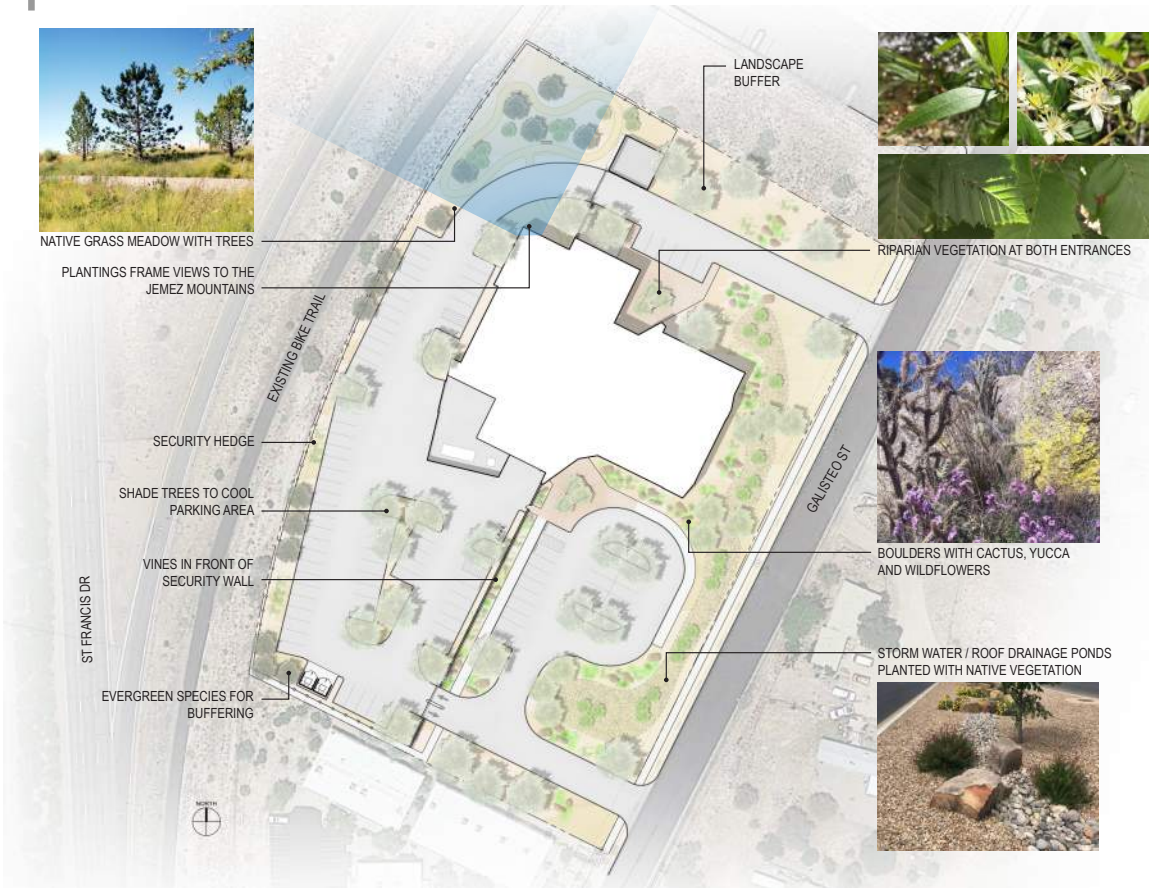 LANDSCAPE
BUFFER
NATIVE GRASS MEADOW WITH TREES
RIPARIAN VEGETATION AT BOTH ENTRANCES
PLANTINGS FRAME VIEWS TO THE
JEMEZ MOUNTAINS
EXISTING BIKE TRAIL
SECURITY HEDGE
GALISTEO ST
SHADE TREES TO COOL
PARKING AREA
BOULDERS WITH CACTUS, YUCCA
AND WILDFLOWERS
VINES IN FRONT OF
SECURITY WALL
ST FRANCIS DR
STORM WATER / ROOF DRAINAGE PONDS
PLANTED WITH NATIVE VEGETATION
EVERGREEN SPECIES FOR
BUFFERING
NORTH